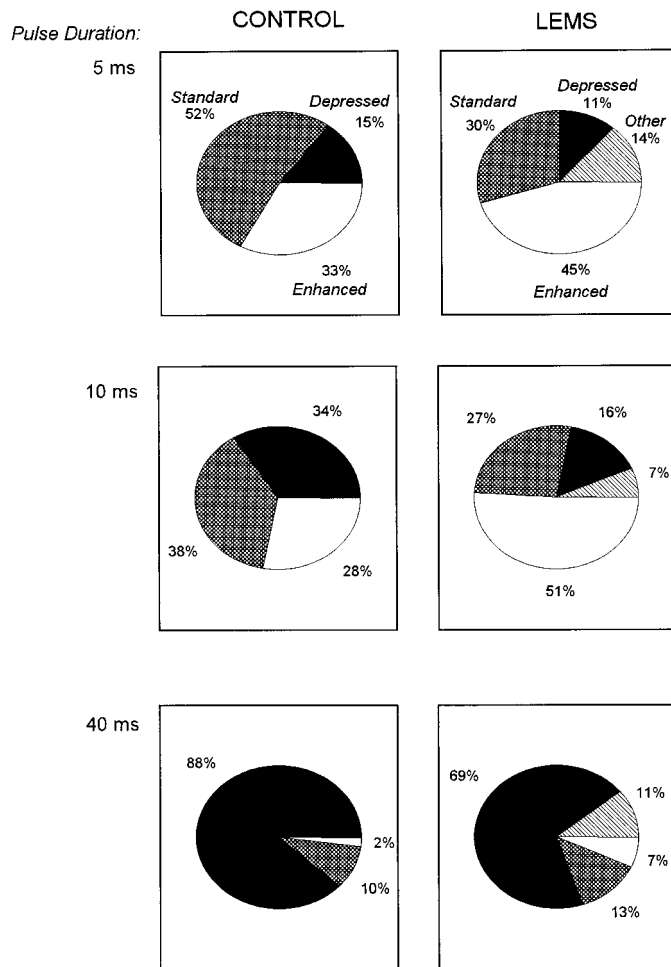 CONTROL
LEMS
Pulse Duration:
5 ms
Standard
52%
Depressed
15%
33%
Enhanced
Standard
30%
Depressed
11%
Other
14%
45%
Enhanced
10 ms
34%
38%
28%
27%
16%
7%
51%
40 ms
88%
2%
10%
69%
11%
7%
13%